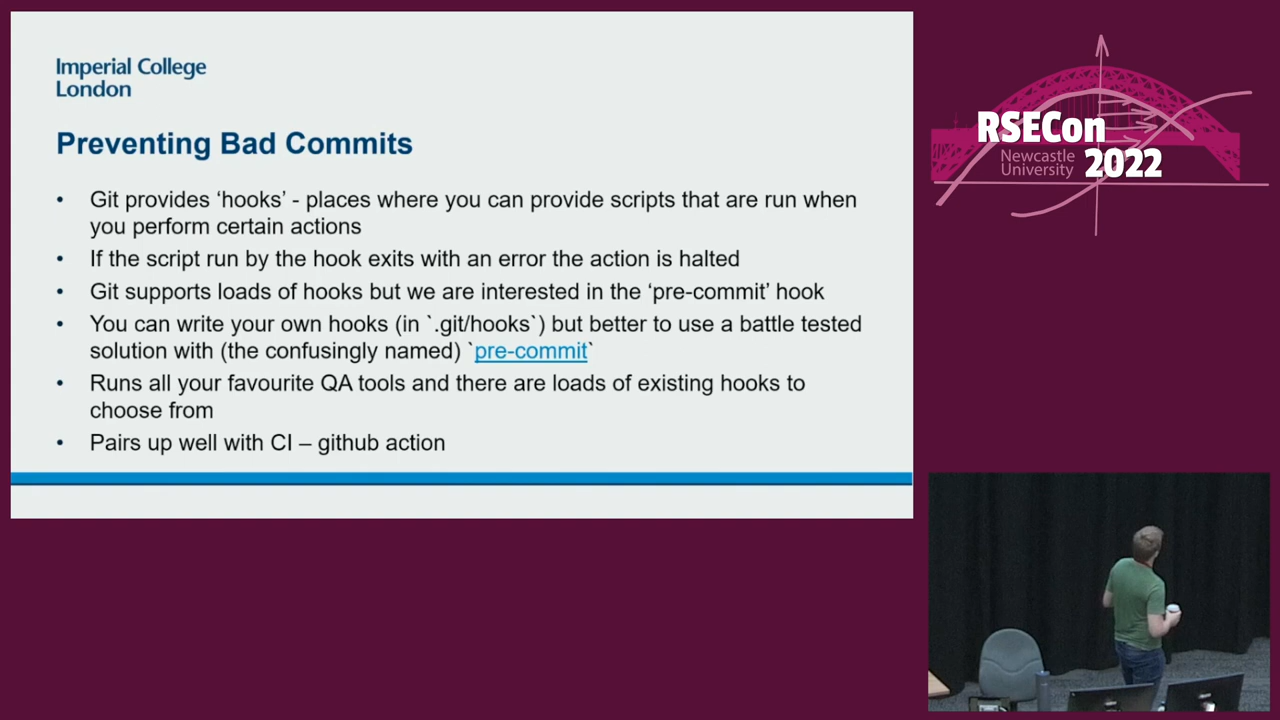 Imperial College
London
Preventing Bad Commits
• Git provides ‘hooks’ - places where you can provide scripts that are run when
you perform certain actions
• If the script run by the hook exits with an error the action is halted
• Git supports loads of hooks but we are interested in the ‘pre-commit’ hook
• You can write your own hooks (in `.git/hooks`) but better to use a battle tested
solution with (the confusingly named) `pre-commit`
• Runs all your favourite QA tools and there are loads of existing hooks to
choose from
• Pairs up well with CI – github action
RSECon
Newcastle
University
2022